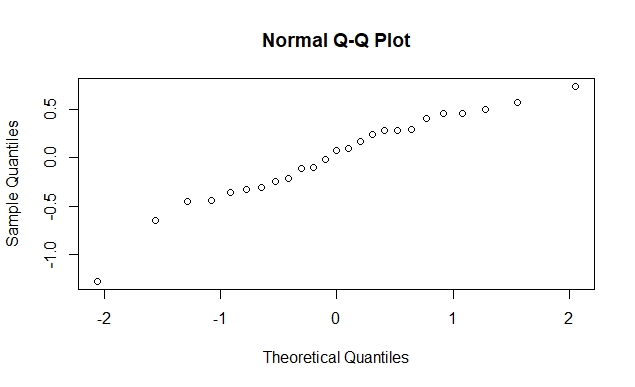 Normal Q-Q Plot
Sample Quantiles
0.5
0.0
-0.5
-1.0
-2 -1 0 1 2
Theoretical Quantiles